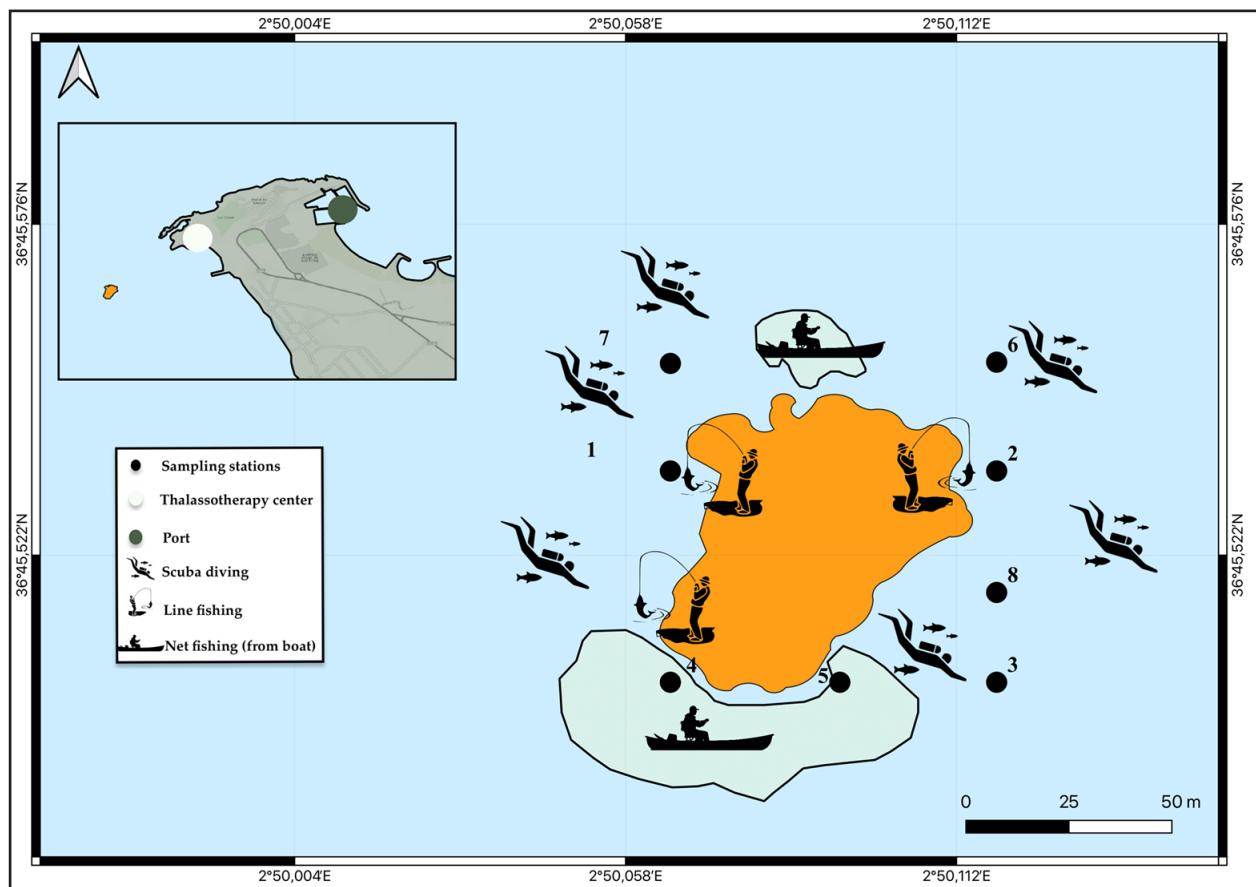 2°50,004′E
2°50,058′E
2°50,112′E
36°45,576′N
36°45,576′N
7
6
1
2
Sampling stations
Thalassotherapy center
Port
Scuba diving
Line fishing
Net fishing (from boat)
36°45,522′N
36°45,522′N
8
4
5
3
0
25
50 m
2°50,004′E
2°50,058′E
2°50,112′E